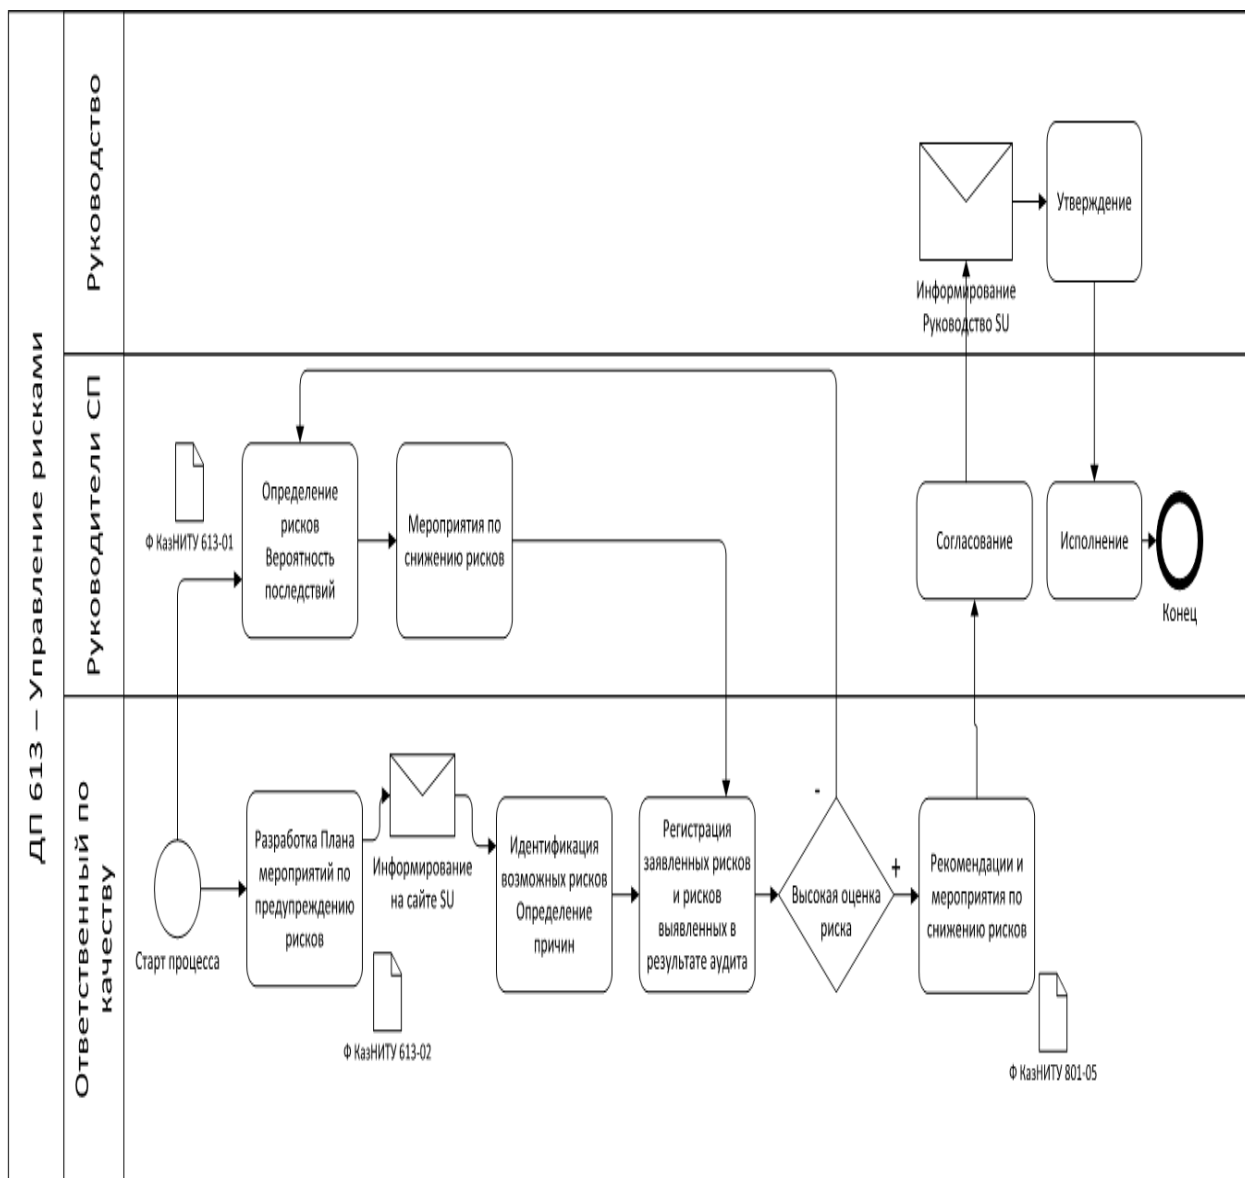 ДП 613 – Управление рисками
Руководство
Информирование
Руководство SU
Утверждение
Руководители СП
Ф КазНИТУ 613-01
Определение
рисков
Вероятность
последствий
Мероприятия по
снижению рисков
Согласование
Исполнение
Конец
Ответственный по
качеству
Старт процесса
Разработка Плана
мероприятий по
предупреждению
рисков
Ф КазНИТУ 613-02
Информирование
на сайте SU
Идентификация
возможных рисков
Определение
причин
Регистрация
заявленных рисков
и рисков
выявленных в
результате аудита
-
Высокая оценка
риска
+
Рекомендации и
мероприятия по
снижению рисков
Ф КазНИТУ 801-05